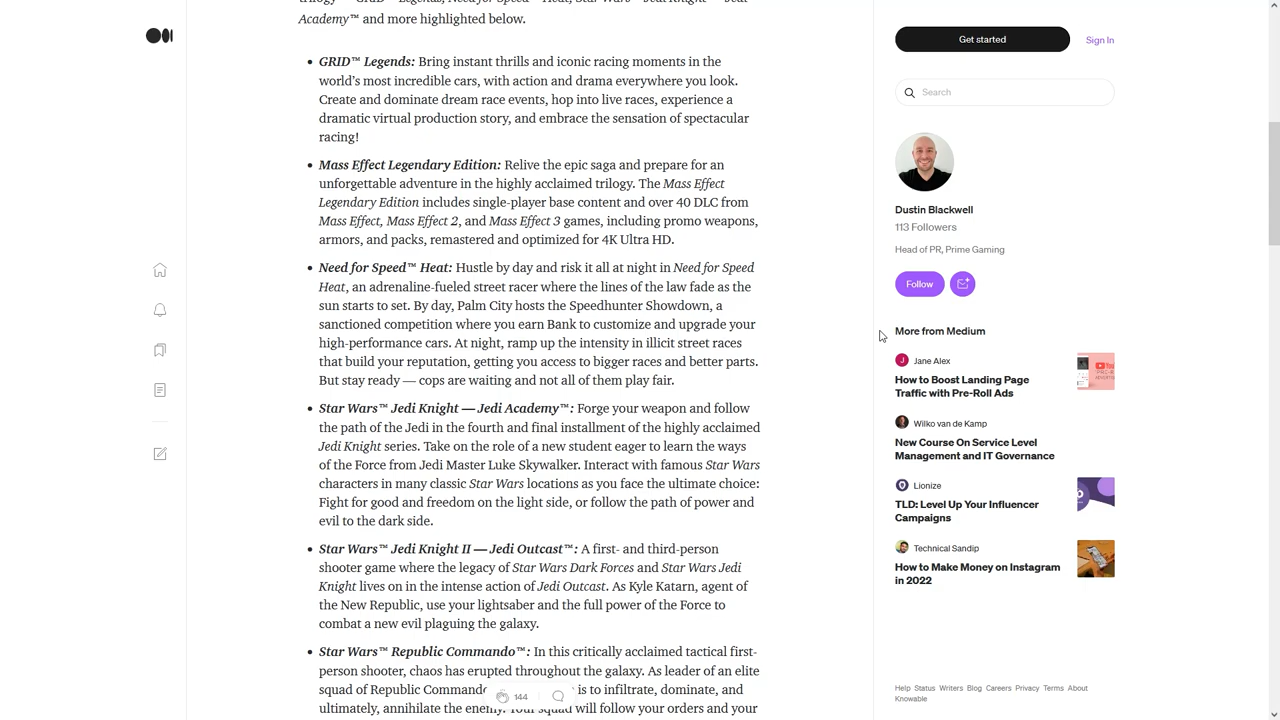 trilogy — GRID™ Legends, Need for Speed™ Heat, Star Wars™ Jedi Knight — Jedi
Academy™ and more highlighted below.
• GRID™ Legends: Bring instant thrills and iconic racing moments in the
world's most incredible cars, with action and drama everywhere you look.
Create and dominate dream race events, hop into live races, experience a
dramatic virtual production story, and embrace the sensation of spectacular
racing!
• Mass Effect Legendary Edition: Relive the epic saga and prepare for an
unforgettable adventure in the highly acclaimed trilogy. The Mass Effect
Legendary Edition includes single-player base content and over 40 DLC from
Mass Effect, Mass Effect 2, and Mass Effect 3 games, including promo weapons,
armors, and packs, remastered and optimized for 4K Ultra HD.
• Need for Speed™ Heat: Hustle by day and risk it all at night in Need for Speed
Heat, an adrenaline-fueled street racer where the lines of the law fade as the
sun starts to set. By day, Palm City hosts the Speedhunter Showdown, a
sanctioned competition where you earn Bank to customize and upgrade your
high-performance cars. At night, ramp up the intensity in illicit street races
that build your reputation, getting you access to bigger races and better parts.
But stay ready — cops are waiting and not all of them play fair.
• Star Wars™ Jedi Knight — Jedi Academy™: Forge your weapon and follow
the path of the Jedi in the fourth and final installment of the highly acclaimed
Jedi Knight series. Take on the role of a new student eager to learn the ways
of the Force from Jedi Master Luke Skywalker. Interact with famous Star Wars
characters in many classic Star Wars locations as you face the ultimate choice:
Fight for good and freedom on the light side, or follow the path of power and
evil to the dark side.
• Star Wars™ Jedi Knight II — Jedi Outcast™: A first- and third-person
shooter game where the legacy of Star Wars Dark Forces and Star Wars Jedi
Knight lives on in the intense action of Jedi Outcast. As Kyle Katarn, agent of
the New Republic, use your lightsaber and the full power of the Force to
combat a new evil plaguing the galaxy.
• Star Wars™ Republic Commando™: In this critically acclaimed tactical first-
person shooter, chaos has erupted throughout the galaxy. As leader of an elite
squad of Republic Commando is to infiltrate, dominate, and
ultimately, annihilate the enemy. Your squad will follow your orders and your
144
Get started
Sign In
Search
Dustin Blackwell
113 Followers
Head of PR, Prime Gaming
Follow
More from Medium
J Jane Alex
How to Boost Landing Page
Traffic with Pre-Roll Ads
Wilko van de Kamp
New Course On Service Level
Management and IT Governance
Lionize
TLD: Level Up Your Influencer
Campaigns
Technical Sandip
How to Make Money on Instagram
in 2022
Help Status Writers Blog Careers Privacy Terms About
Knowable